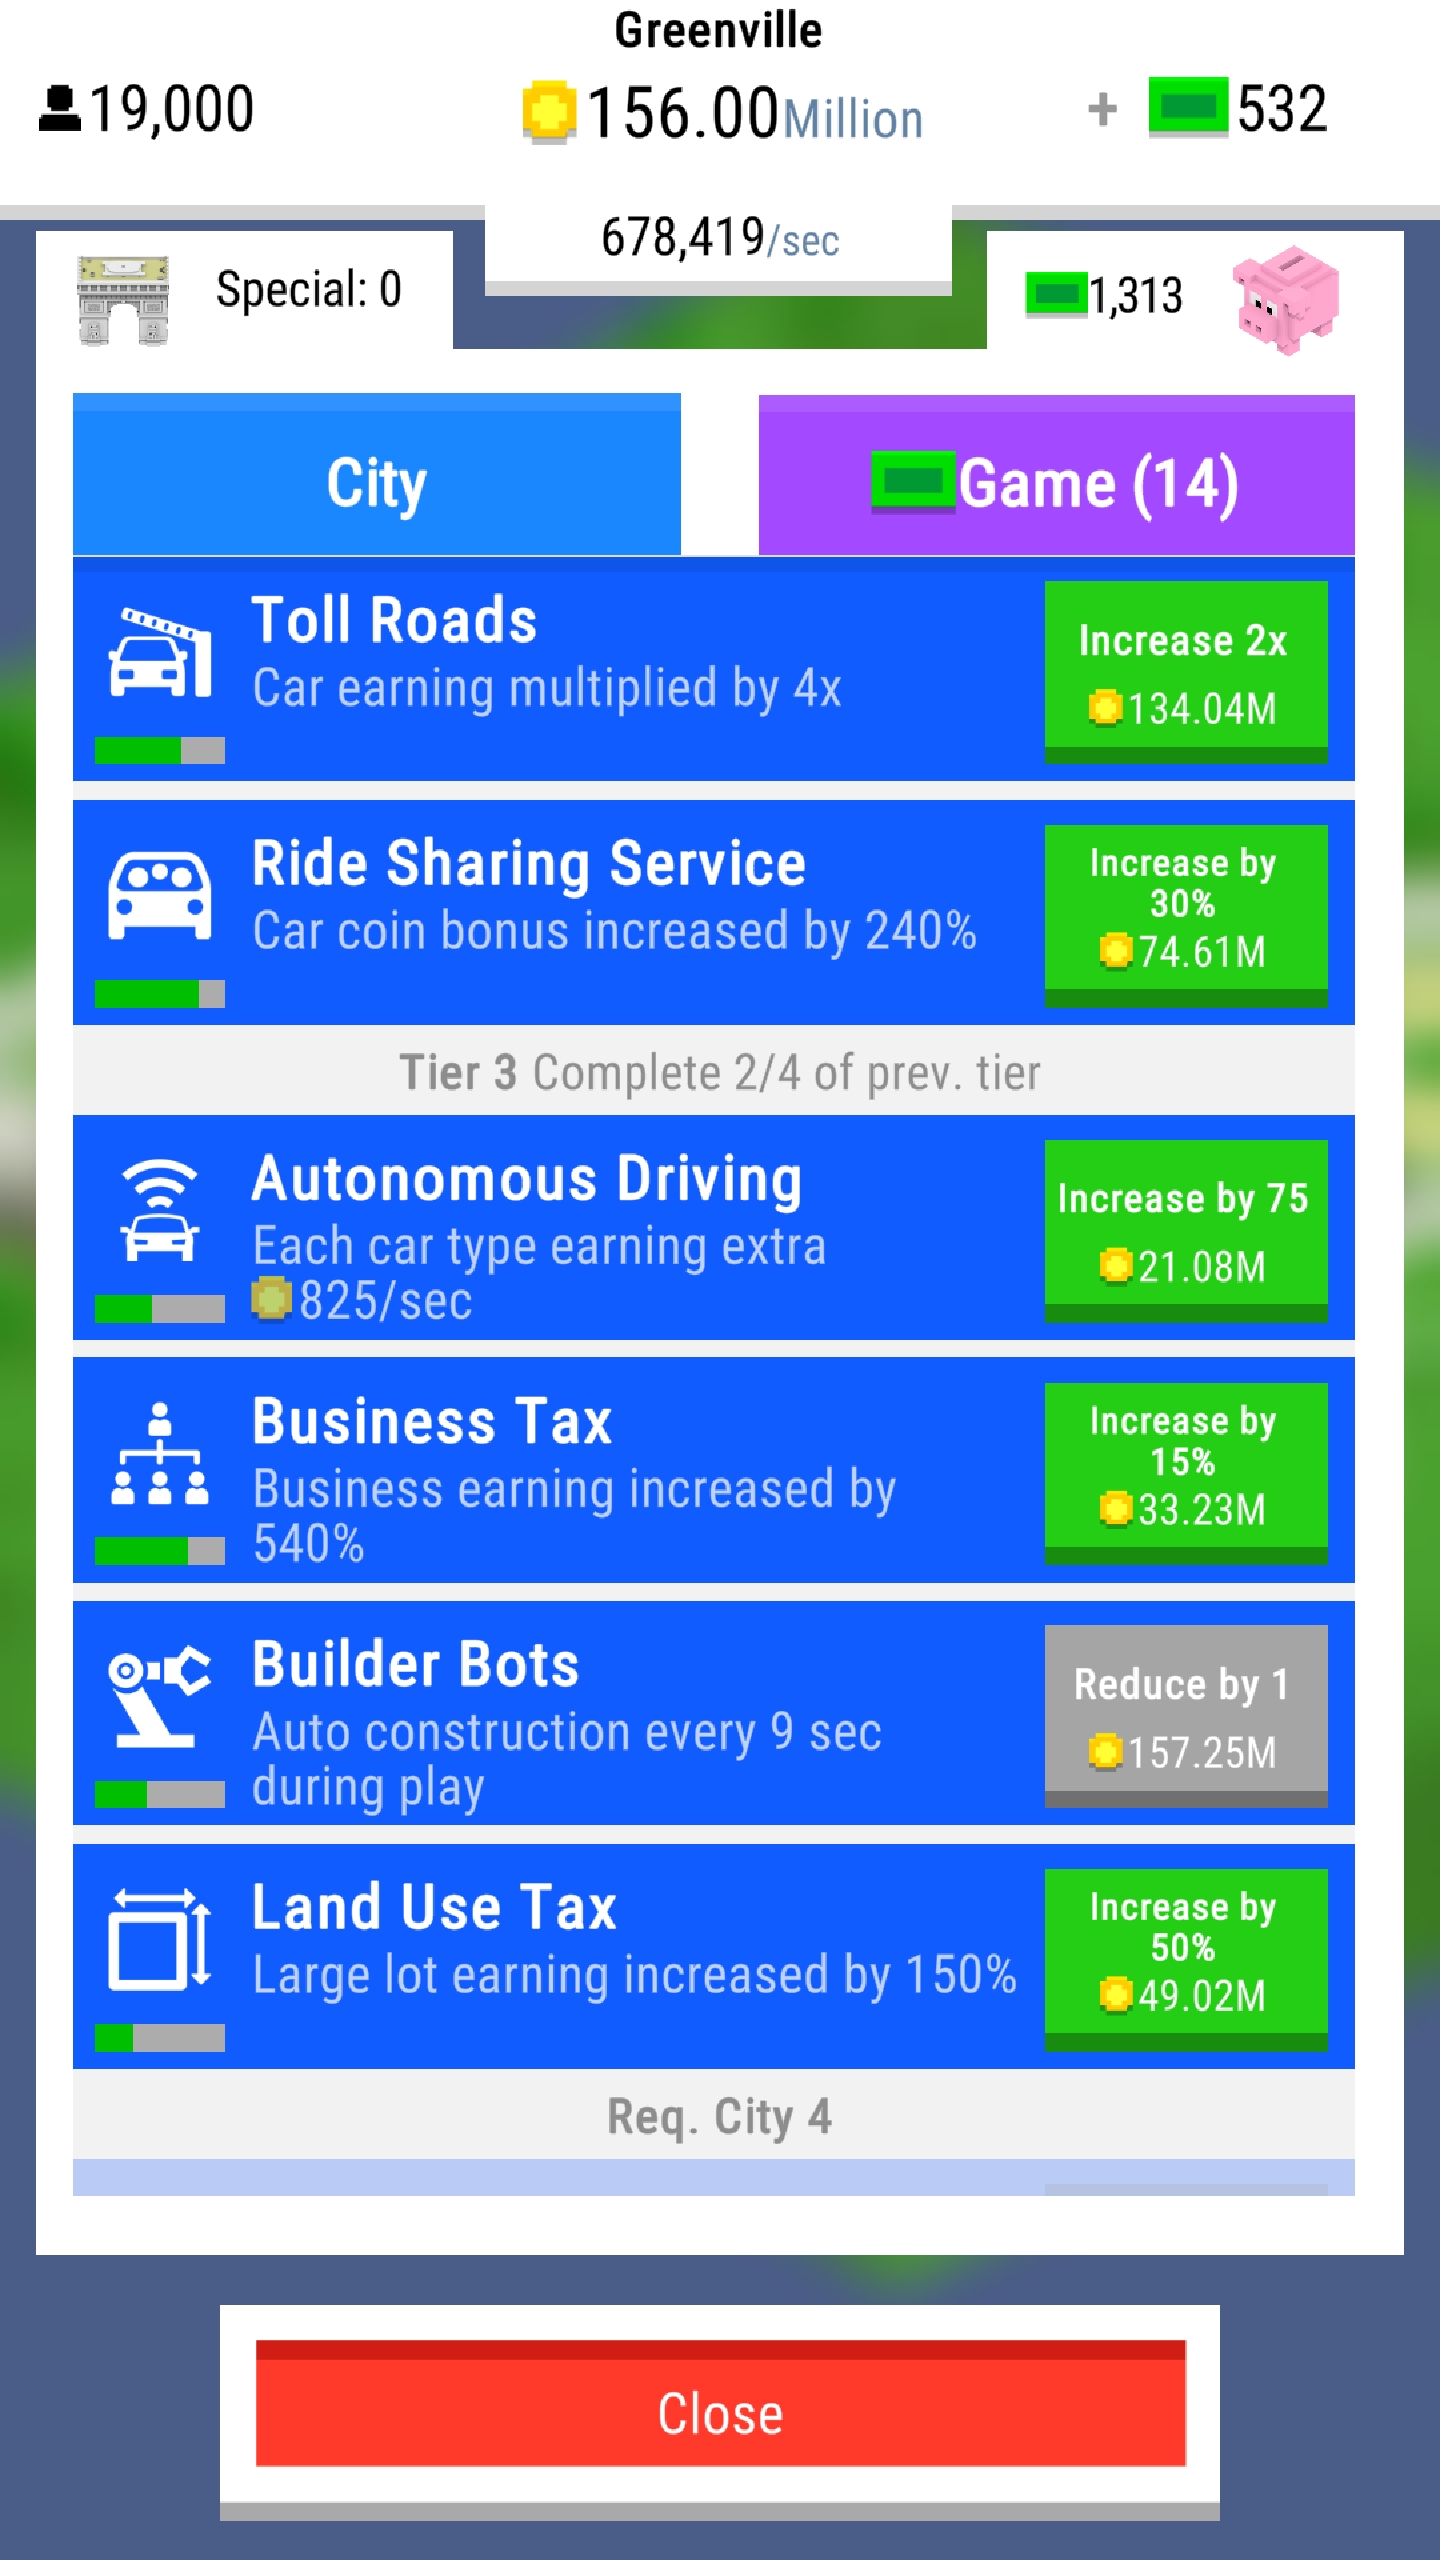 Greenville
19,000
156.00Million
+ 532
678,419/sec
Special: 0
1,313
City
Game (14)
Toll Roads
Car earning multiplied by 4x
Increase 2x
134.04M
Ride Sharing Service
Car coin bonus increased by 240%
Increase by
30%
74.61M
Tier 3 Complete 2/4 of prev. tier
Autonomous Driving
Each car type earning extra
825/sec
Increase by 75
21.08M
Business Tax
Business earning increased by
540%
Increase by
15%
33.23M
Builder Bots
Auto construction every 9 sec
during play
Reduce by 1
157.25M
Land Use Tax
Large lot earning increased by 150%
Increase by
50%
49.02M
Req. City 4
Close